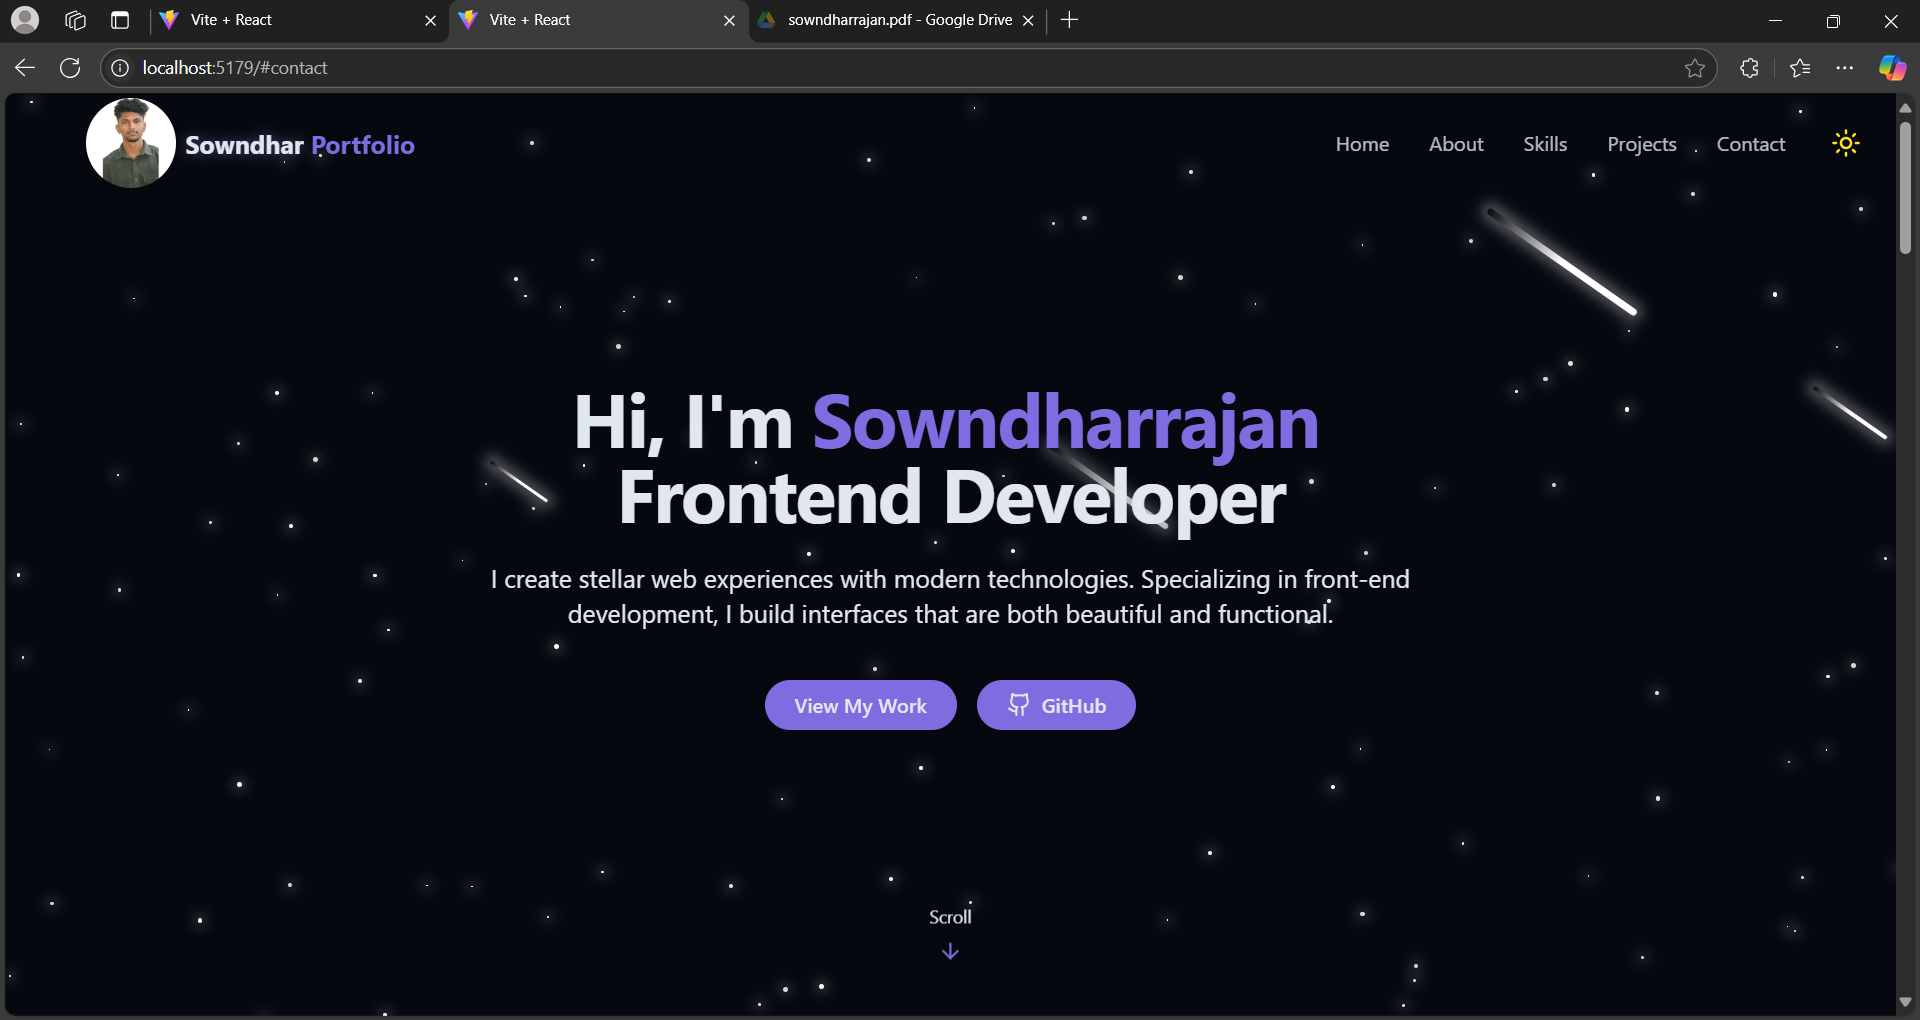 Vite + React
Vite + React
sowndharrajan.pdf - Google Drive
localhost:5179/#contact
Sowndhar Portfolio
Home
About
Skills
Projects
Contact
Hi, I'm Sowndharrajan
Frontend Developer
I create stellar web experiences with modern technologies. Specializing in front-end
development, I build interfaces that are both beautiful and functional.
View My Work
GitHub
Scroll